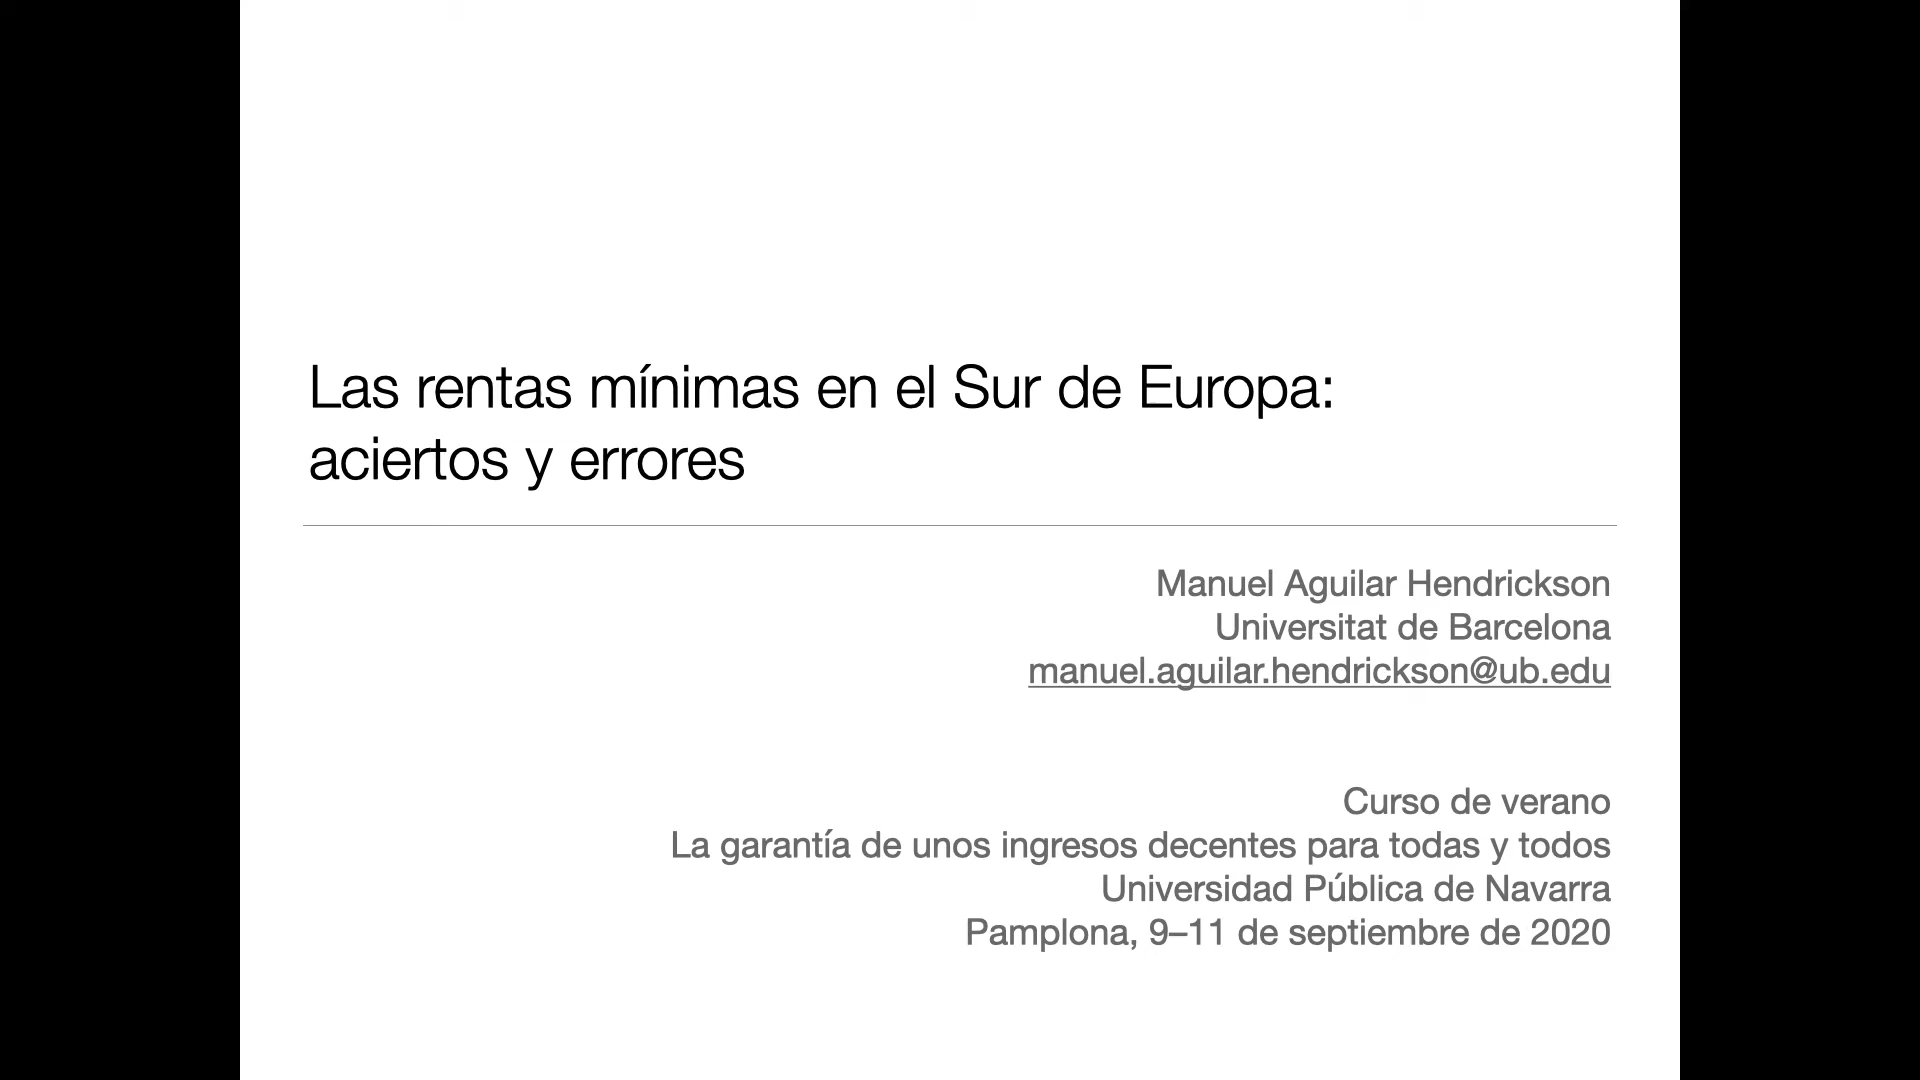 Las rentas mínimas en el Sur de Europa:
aciertos y errores
Manuel Aguilar Hendrickson
Universitat de Barcelona
manuel.aguilar.hendrickson@ub.edu
Curso de verano
La garantía de unos ingresos decentes para todas y todos
Universidad Pública de Navarra
Pamplona, 9–11 de septiembre de 2020